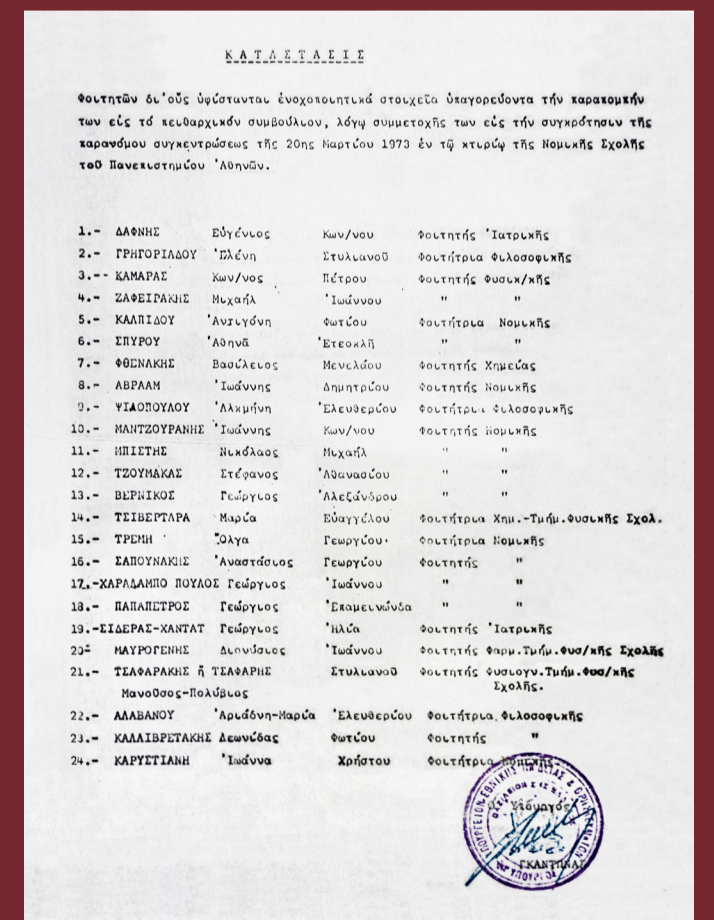 ΚΑΤΑΣΤΑΣΙΣ
Φοιτητῶν δι'οὕς ὑφίστανται ἐνοχοποιητικά στοιχεῖα ὑπαγορεύοντα τήν παραπομπήν
των εἰς τό πειθαρχικόν συμβούλιον, λόγῳ συμμετοχῆς των εἰς τήν συγκρότησιν τῆς
παρανόμου συγκεντρώσεως τῆς 20ης Μαρτίου 1973 ἐν τῷ κτιρίῳ τῆς Νομικῆς Σχολῆς
τοῦ Πανεπιστημίου Ἀθηνῶν.
1.- ΔΑΦΝΗΣ Εὐγένιος Κων/νου Φοιτητής Ἰατρικῆς
2.- ΓΡΗΓΟΡΙΑΔΟΥ Ἑλένη Στυλιανοῦ Φοιτήτρια Φιλοσοφικῆς
3.-- ΚΑΜΑΡΑΣ Κων/νος Πέτρου Φοιτητής Φυσικ/κῆς
4.- ΖΑΦΕΙΡΑΚΗΣ Μιχαήλ Ἰωάννου " "
5.- ΚΑΛΠΙΔΟΥ Ἀντιγόνη Φωτίου Φοιτήτρια Νομικῆς
6.- ΣΠΥΡΟΥ Ἀθηνᾶ Ἐτεοκλῆ " "
7.- ΦΘΕΝΑΚΗΣ Βασίλειος Μενελάου Φοιτητής Χημείας
8.- ΑΒΡΑΑΜ Ἰωάννης Δημητρίου Φοιτητής Νομικῆς
9.- ΨΙΛΟΠΟΥΛΟΥ Ἀλκμήνη Ἐλευθερίου Φοιτήτρια Φιλοσοφικῆς
10.- ΜΑΝΤΖΟΥΡΑΝΗΣ Ἰωάννης Κων/νου Φοιτητής Νομικῆς
11.- ΜΠΙΣΤΗΣ Νικόλαος Μιχαήλ " "
12.- ΤΖΟΥΜΑΚΑΣ Στέφανος Ἀθανασίου " "
13.- ΒΕΡΝΙΚΟΣ Γεώργιος Ἀλεξάνδρου " "
14.- ΤΣΙΒΕΡΤΑΡΑ Μαρία Εὐαγγέλου Φοιτήτρια Χημ.-Τμήμ.Φυσικῆς Σχολ.
15.- ΤΡΕΜΗ Ὄλγα Γεωργίου Φοιτήτρια Νομικῆς
16.- ΣΑΠΟΥΝΑΚΗΣ Ἀναστάσιος Γεωργίου Φοιτητής "
17.-ΧΑΡΑΛΑΜΠΟ ΠΟΥΛΟΣ Γεώργιος Ἰωάννου " "
18.- ΠΑΠΑΠΕΤΡΟΣ Γεώργιος Ἐπαμεινώνδα " "
19.-ΣΙΔΕΡΑΣ-ΧΑΝΤΑΤ Γεώργιος Ἠλία Φοιτητής Ἰατρικῆς
20- ΜΑΥΡΟΓΕΝΗΣ Διονύσιος Ἰωάννου Φοιτητής Φαρμ.Τμήμ.Φυσ/κῆς Σχολῆς
21.- ΤΣΑΦΑΡΑΚΗΣ ἤ ΤΣΑΦΑΡΗΣ Στυλιανοῦ Φοιτητής Φυσιογν.Τμήμ.Φυσ/κῆς
Μανοῦσος-Πολύβιος Σχολῆς.
22.- ΑΛΑΒΑΝΟΥ Ἀριάδνη-Μαρία Ἐλευθερίου Φοιτήτρια Φιλοσοφικῆς
23.- ΚΑΛΑΙΒΡΕΤΑΚΗΣ Λεωνίδας Φωτίου Φοιτητής "
24.- ΚΑΡΥΣΤΙΑΝΗ Ἰωάννα Χρήστου Φοιτήτρια Νομικῆς
Ὁ Ὑπουργός